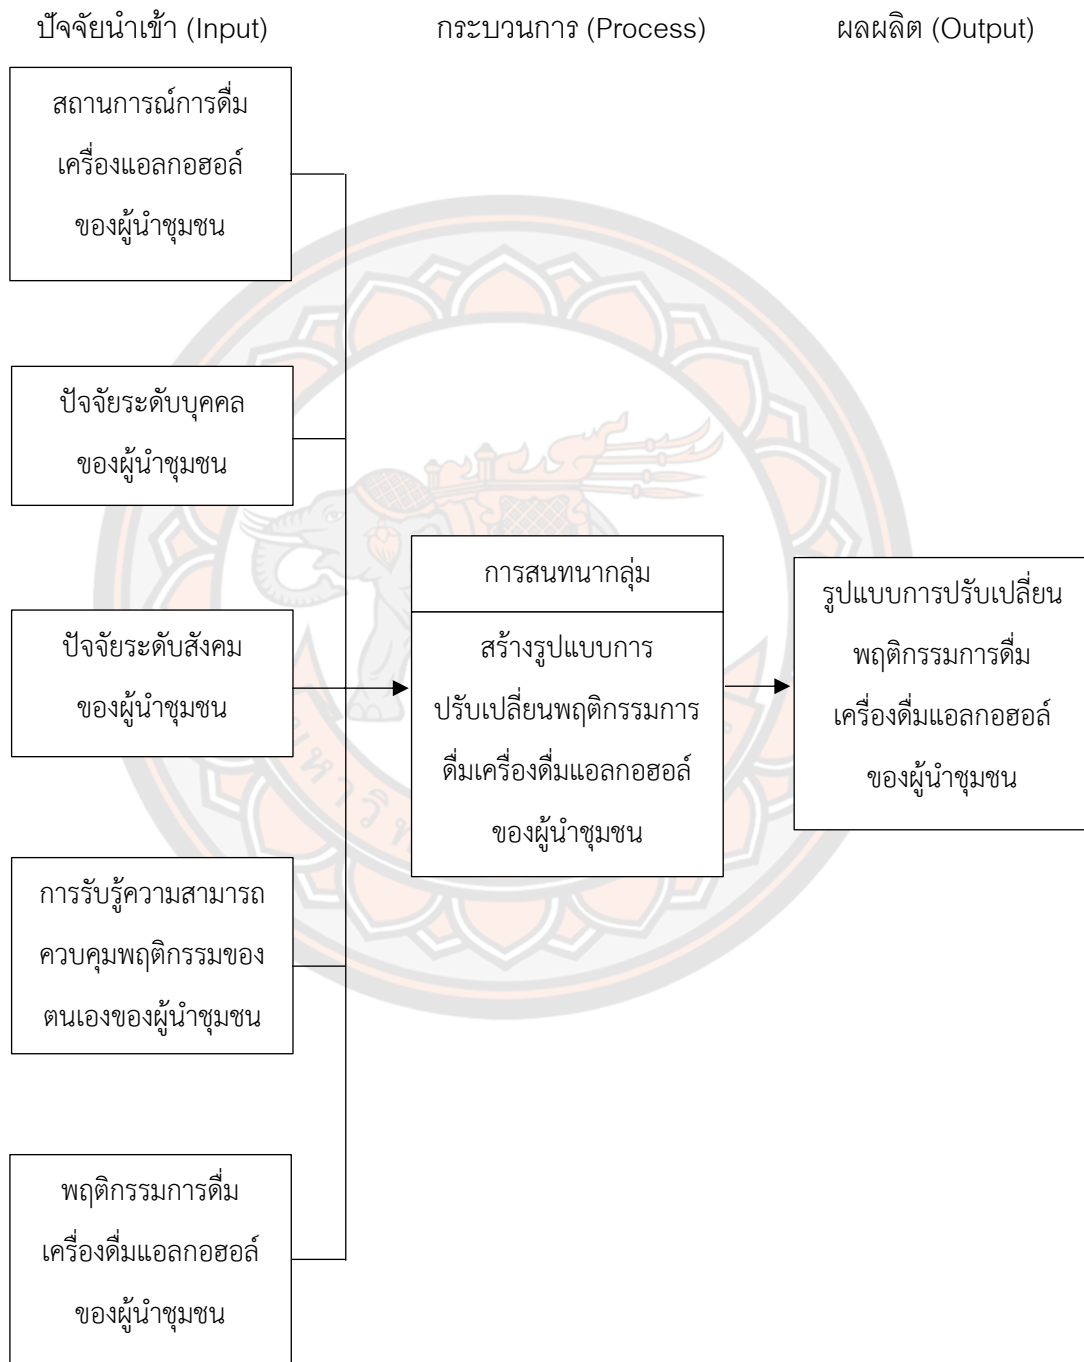 ปัจจัยนำเข้า (Input)
กระบวนการ (Process)
ผลผลิต (Output)
สถานการณ์การดื่ม
เครื่องแอลกอฮอล์
ของผู้นำชุมชน
ปัจจัยระดับบุคคล
ของผู้นำชุมชน
ปัจจัยระดับสังคม
ของผู้นำชุมชน
การรับรู้ความสามารถ
ควบคุมพฤติกรรมของ
ตนเองของผู้นำชุมชน
พฤติกรรมการดื่ม
เครื่องดื่มแอลกอฮอล์
ของผู้นำชุมชน
การสนทนากลุ่ม
สร้างรูปแบบการ
ปรับเปลี่ยนพฤติกรรมการ
ดื่มเครื่องดื่มแอลกอฮอล์
ของผู้นำชุมชน
รูปแบบการปรับเปลี่ยน
พฤติกรรมการดื่ม
เครื่องดื่มแอลกอฮอล์
ของผู้นำชุมชน